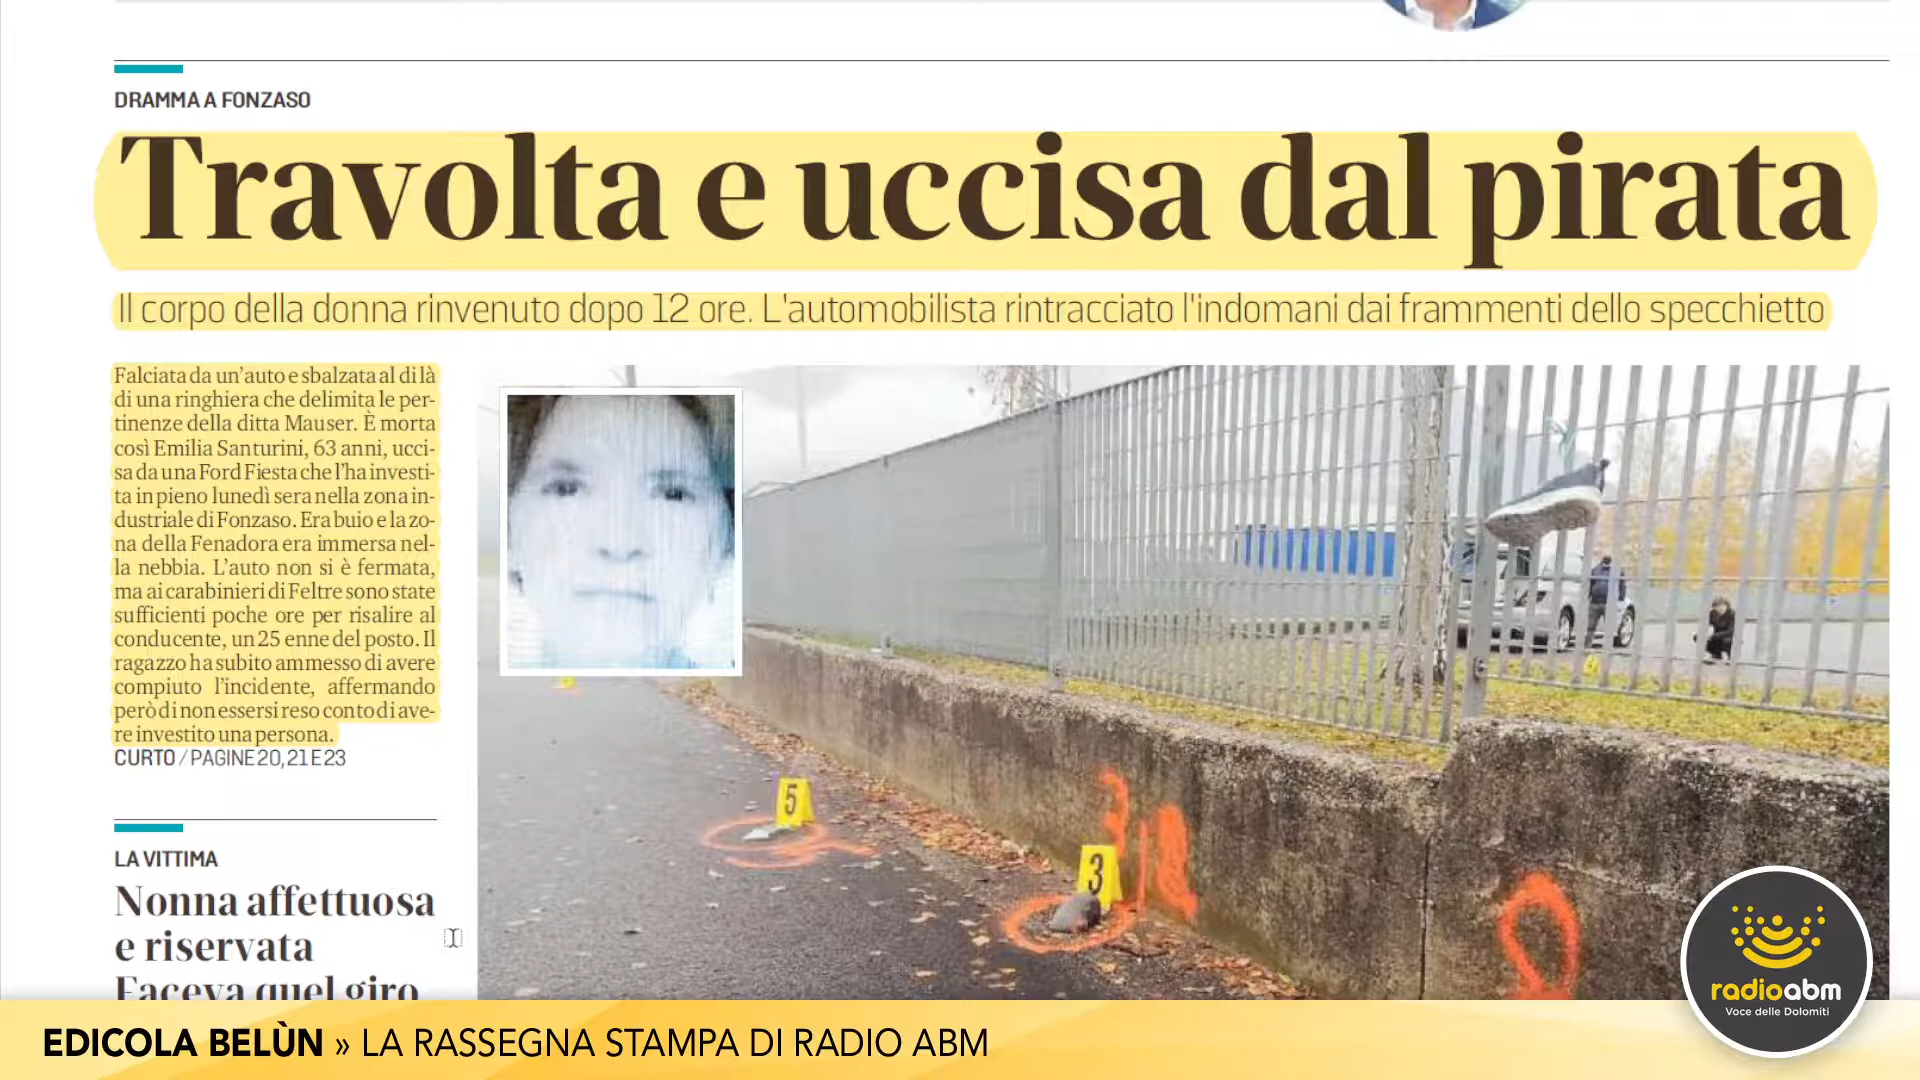 DRAMMA A FONZASO
Travolta e uccisa dal pirata
Il corpo della donna rinvenuto dopo 12 ore. L'automobilista rintracciato l'indomani dai frammenti dello specchietto
Falciata da un'auto e sbalzata al di là
di una ringhiera che delimita le per-
tinenze della ditta Mauser. È morta
così Emilia Santurini, 63 anni, ucci-
sa da una Ford Fiesta che l'ha investi-
ta in pieno lunedì sera nella zona in-
dustriale di Fonzaso. Era buio e la zo-
na della Fenadora era immersa nel-
la nebbia. L'auto non si è fermata,
ma ai carabinieri di Feltre sono state
sufficienti poche ore per risalire al
conducente, un 25 enne del posto. Il
ragazzo ha subito ammesso di avere
compiuto l'incidente, affermando
però di non essersi reso conto di ave-
re investito una persona.
CURTO / PAGINE 20, 21 E 23
LA VITTIMA
Nonna affettuosa
e riservata
Faceva quel giro
5
3
radioabm
Voce delle Dolomiti
EDICOLA BELÙN » LA RASSEGNA STAMPA DI RADIO ABM